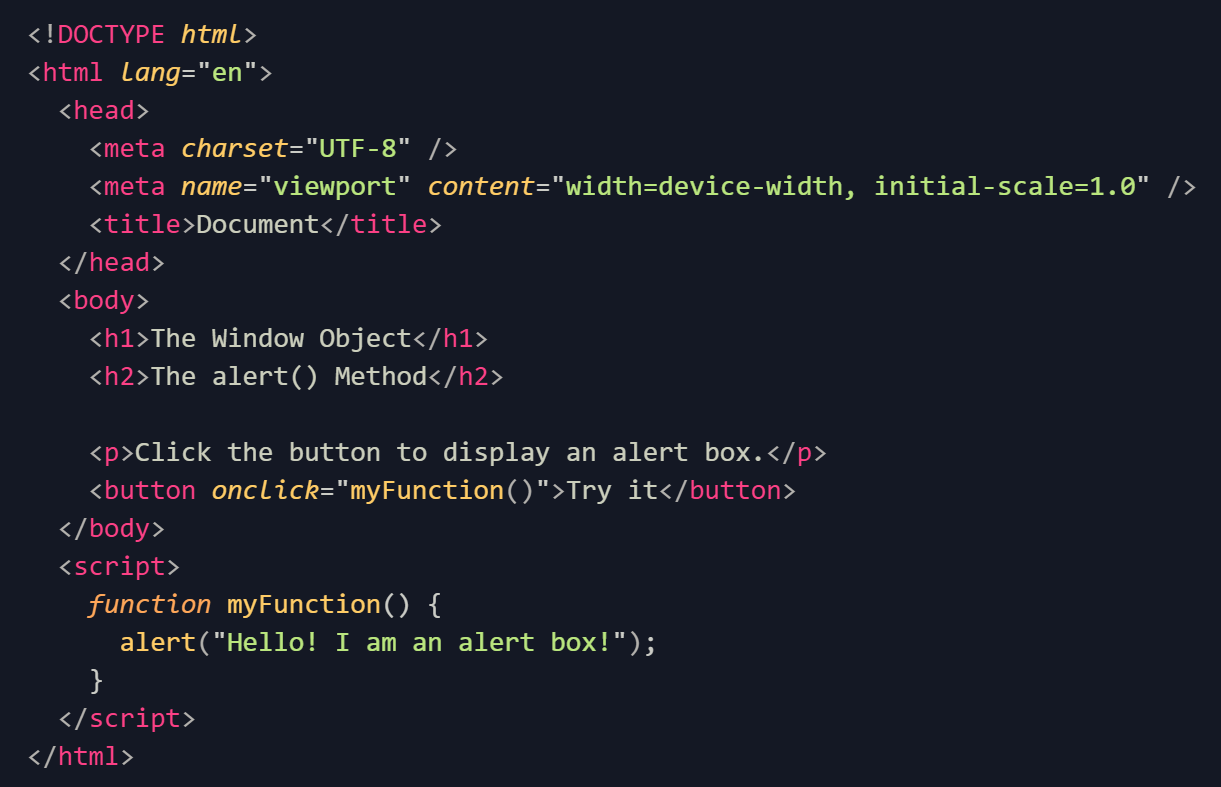 <!DOCTYPE html>
<html lang="en">
  <head>
    <meta charset="UTF-8" />
    <meta name="viewport" content="width=device-width, initial-scale=1.0" />
    <title>Document</title>
  </head>
  <body>
    <h1>The Window Object</h1>
    <h2>The alert() Method</h2>

    <p>Click the button to display an alert box.</p>
    <button onclick="myFunction()">Try it</button>
  </body>
  <script>
    function myFunction() {
      alert("Hello! I am an alert box!");
    }
  </script>
</html>